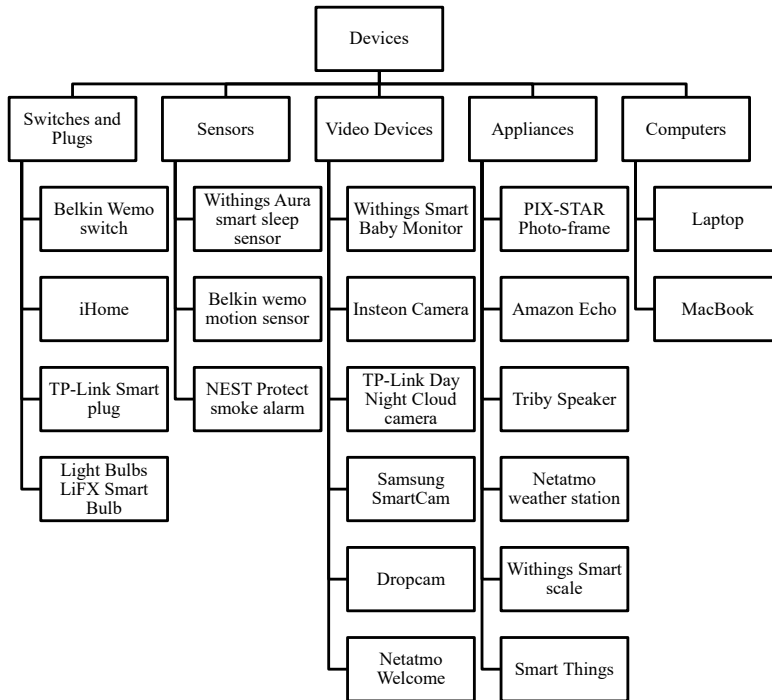 Devices
Switches and
Plugs
Sensors
Video Devices
Appliances
Computers
Belkin Wemo
switch
iHome
TP-Link Smart
plug
Light Bulbs
LiFX Smart
Bulb
Withings Aura
smart sleep
sensor
Belkin wemo
motion sensor
NEST Protect
smoke alarm
Withings Smart
Baby Monitor
Insteon Camera
TP-Link Day
Night Cloud
camera
Samsung
SmartCam
Dropcam
Netatmo
Welcome
PIX-STAR
Photo-frame
Amazon Echo
Triby Speaker
Netatmo
weather station
Withings Smart
scale
Smart Things
Laptop
MacBook